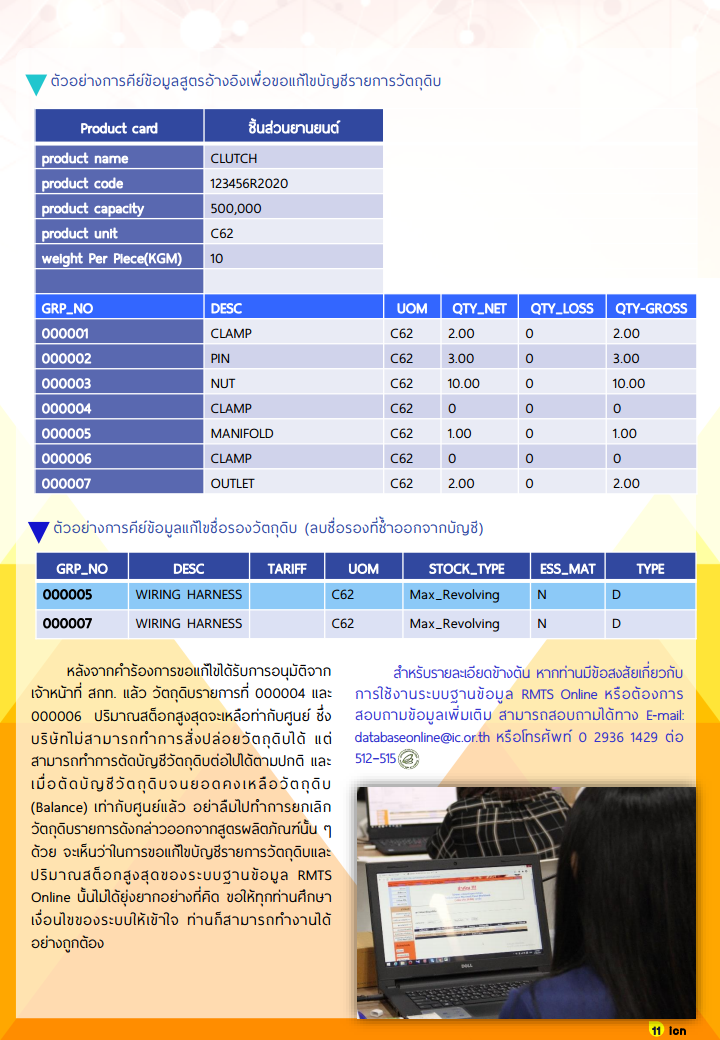 ตัวอย่างการคีย์ข้อมูลสูตรอ้างอิงเพื่อขอแก้ไขบัญชีรายการวัตถุดิบ
Product card ชิ้นส่วนยานยนต์
product name CLUTCH
product code 123456R2020
product capacity 500,000
product unit C62
weight Per Piece(KGM) 10
GRP_NO DESC UOM QTY_NET QTY_LOSS QTY-GROSS
000001 CLAMP C62 2.00 0 2.00
000002 PIN C62 3.00 0 3.00
000003 NUT C62 10.00 0 10.00
000004 CLAMP C62 0 0 0
000005 MANIFOLD C62 1.00 0 1.00
000006 CLAMP C62 0 0 0
000007 OUTLET C62 2.00 0 2.00
ตัวอย่างการคีย์ข้อมูลแก้ไขชื่อรองวัตถุดิบ (ลบชื่อรองที่ซ้ำออกจากบัญชี)
GRP_NO DESC TARIFF UOM STOCK_TYPE ESS_MAT TYPE
000005 WIRING HARNESS C62 Max_Revolving N D
000007 WIRING HARNESS C62 Max_Revolving N D
หลังจากคำร้องการขอแก้ไขได้รับการอนุมัติจาก
เจ้าหน้าที่ สกท. แล้ว วัตถุดิบรายการที่ 000004 และ
000006 ปริมาณสต็อกสูงสุดจะเหลือเท่ากับศูนย์ ซึ่ง
บริษัทไม่สามารถทำการสั่งปล่อยวัตถุดิบได้ แต่
สามารถทำการตัดบัญชีวัตถุดิบต่อไปได้ตามปกติ และ
เมื่อตัดบัญชีวัตถุดิบจนยอดคงเหลือวัตถุดิบ
(Balance) เท่ากับศูนย์แล้ว อย่าลืมไปทำการยกเลิก
วัตถุดิบรายการดังกล่าวออกจากสูตรผลิตภัณฑ์นั้น ๆ
ด้วย จะเห็นว่าในการขอแก้ไขบัญชีรายการวัตถุดิบและ
ปริมาณสต็อกสูงสุดของระบบฐานข้อมูล RMTS
Online นั้นไม่ได้ยุ่งยากอย่างที่คิด ขอให้ทุกท่านศึกษา
เงื่อนไขของระบบให้เข้าใจ ท่านก็สามารถทำงานได้
อย่างถูกต้อง
สำหรับรายละเอียดข้างต้น หากท่านมีข้อสงสัยเกี่ยวกับ
การใช้งานระบบฐานข้อมูล RMTS Online หรือต้องการ
สอบถามข้อมูลเพิ่มเติม สามารถสอบถามได้ทาง E-mail:
databaseonline@ic.or.th หรือโทรศัพท์ 0 2936 1429 ต่อ
512-515
DELL
11 Icn